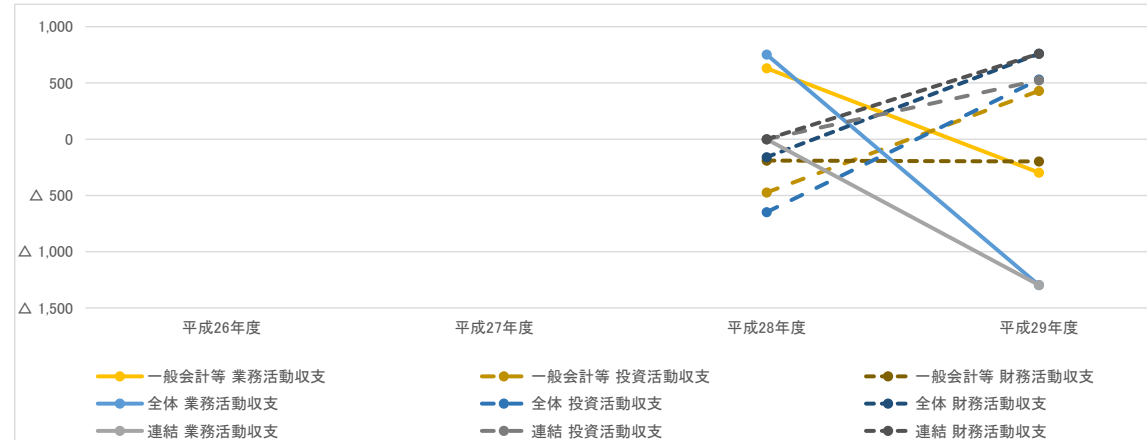 1,000
500
0
△ 500
△ 1,000
△ 1,500
平成26年度 平成27年度 平成28年度 平成29年度
一般会計等 業務活動収支 一般会計等 投資活動収支 一般会計等 財務活動収支
全体 業務活動収支 全体 投資活動収支 全体 財務活動収支
連結 業務活動収支 連結 投資活動収支 連結 財務活動収支